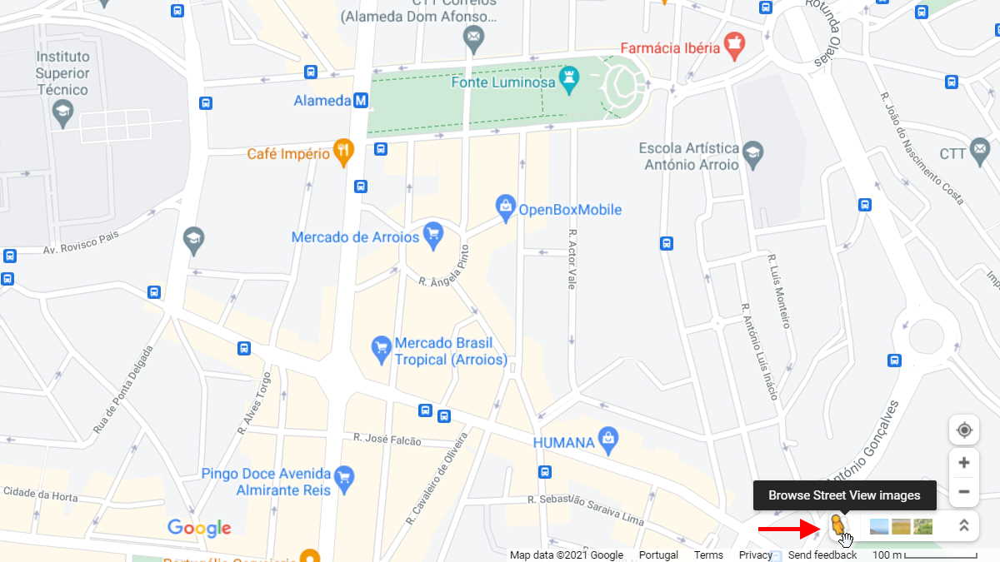 CTT Correios
(Alameda Dom Afonso...
Rotunda Olaias
Instituto
Superior
Técnico
Farmácia Ibéria
Fonte Luminosa
Alameda M
R. João do Nascimento Costa
Café Império
Escola Artística
António Arroio
CTT
OpenBoxMobile
Mercado de Arroios
Av. Rovisco Pais
R. Ângela Pinto
R. Actor Vale
R. Luís Monteiro
Mercado Brasil
Tropical (Arroios)
R. António Luís Inácio
Rua de Ponta Delgada
R. Alves Torgo
R. José Falcão
R. Cavaleiro de Oliveira
HUMANA
António Gonçalves
Pingo Doce Avenida
Almirante Reis
Cidade da Horta
R. Sebastião Saraiva Lima
Browse Street View images
Google
Map data ©2021 Google Portugal Terms Privacy Send feedback 100 m